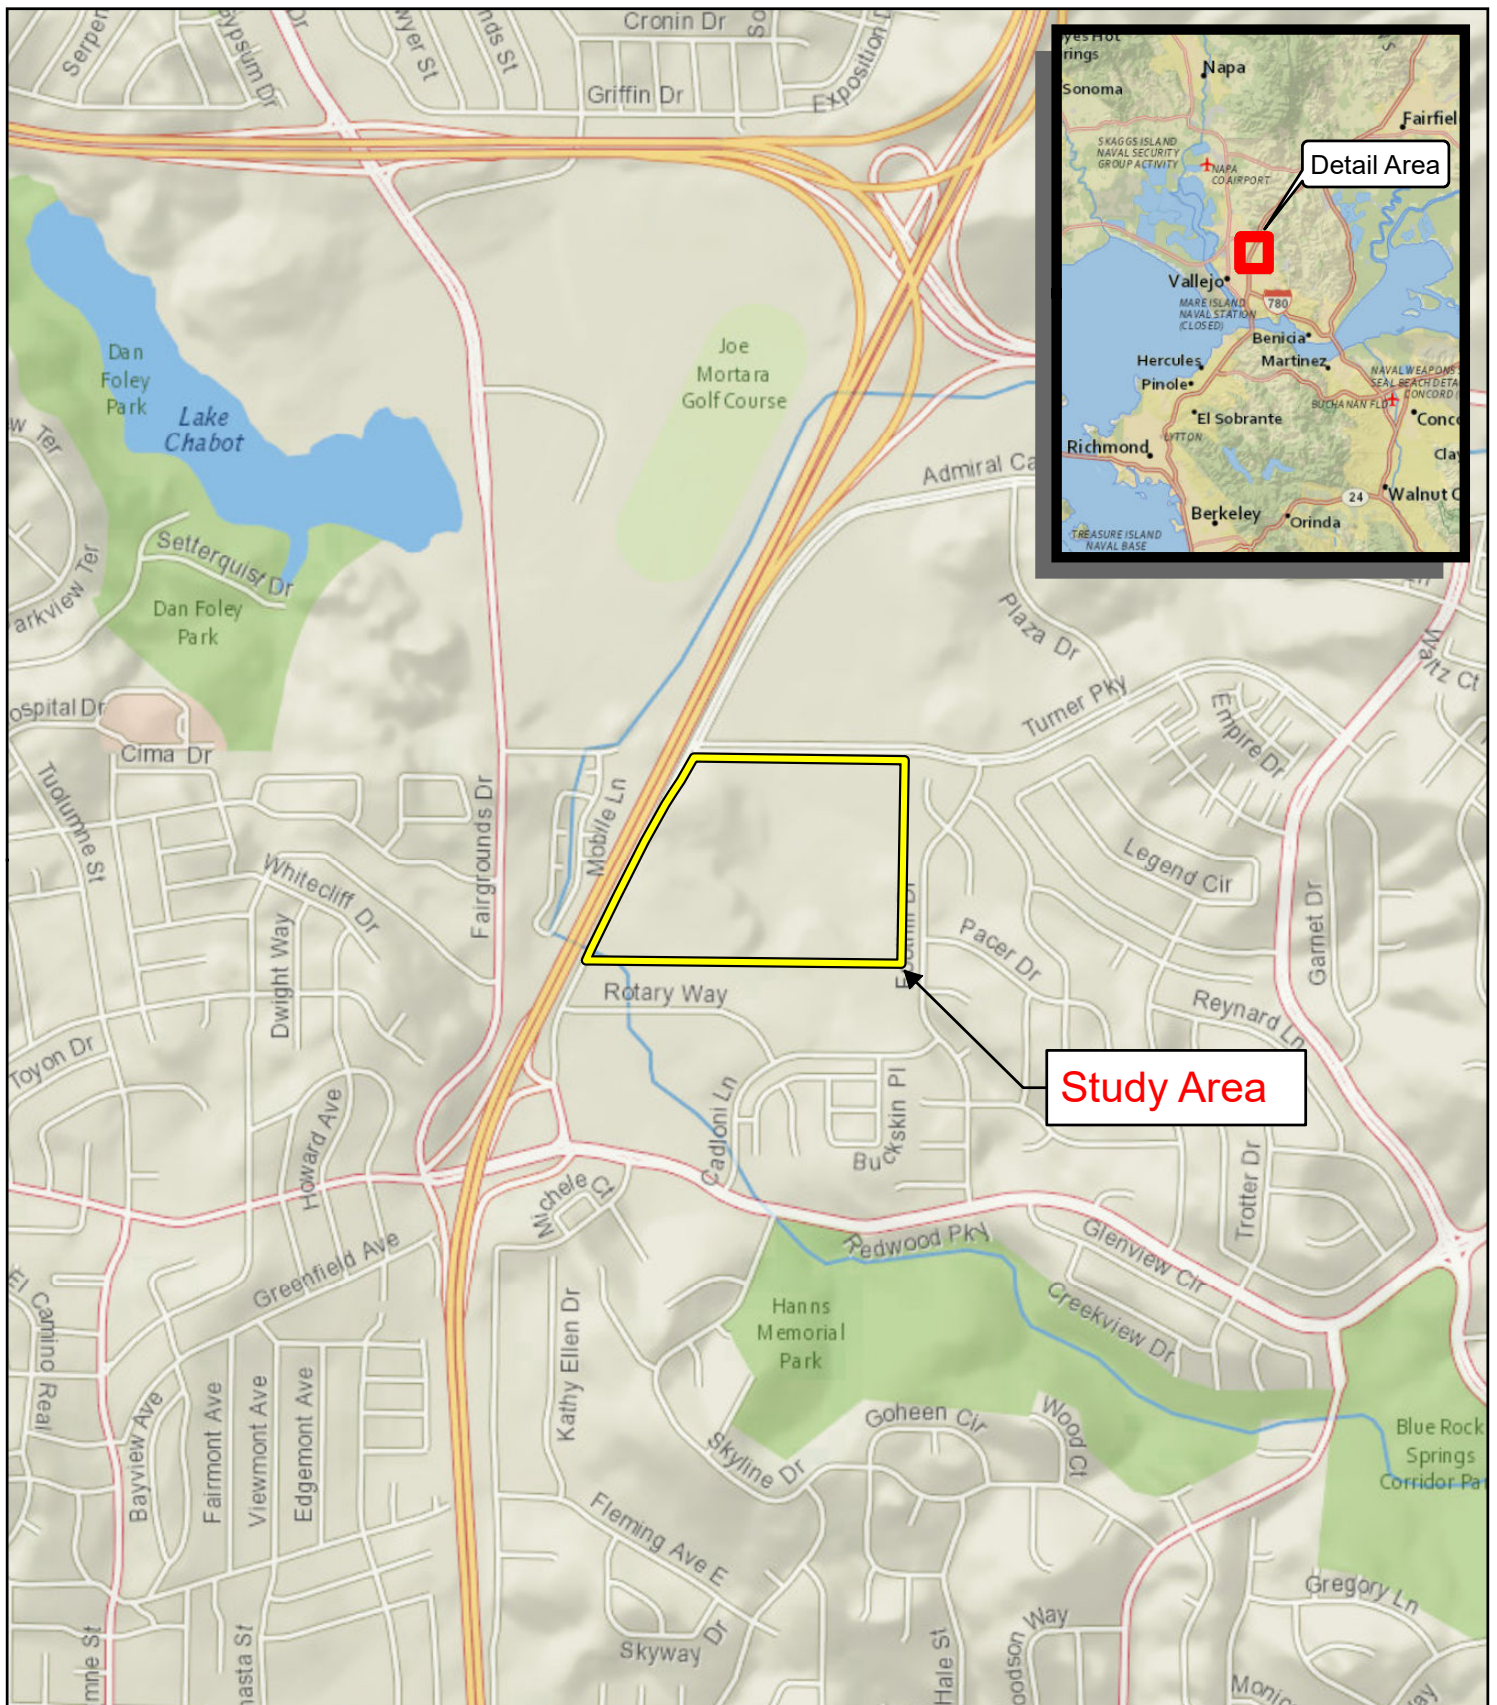 Cronin Dr
Griffin Dr
Lake
Chabot
Dan
Foley
Park
Setterquist Dr
Dan Foley
Park
Cima Dr
Tuolumne St
Whitecliff Dr
Dwight Way
Fairgrounds Dr
Mobile Ln
Joe
Mortara
Golf Course
Plaza Dr
Turner Pky
Empire Dr
Waltz Ct
Legend Cir
Garnet Dr
Pacer Dr
Reynard Ln
Rotary Way
Toyon Dr
Howard Ave
Cadloni Ln
Buckskin Pl
Study Area
Trotter Dr
Michele Ct
Redwood Pky
Glenview Cir
Creekview Dr
Greenfield Ave
El Camino Real
Hanns
Memorial
Park
Kathy Ellen Dr
Bayview Ave
Fairmont Ave
Viewmont Ave
Edgemont Ave
Goheen Cir
Wood Ct
Skyline Dr
Blue Rock
Springs
Fleming Ave E
Skyway Dr
Hale St
Gregory Ln
Napa
Sonoma
SKAGGS ISLAND
NAVAL SECURITY
GROUP ACTIVITY
NAPA
CO AIRPORT
Detail Area
Vallejo
MARE ISLAND
NAVAL STATION
(CLOSED)
780
Benicia
Hercules
Martinez
Pinole
BUCHANAN FLD
El Sobrante
LYTTON
Richmond
24
Berkeley
Orinda
TREASURE ISLAND
NAVAL BASE